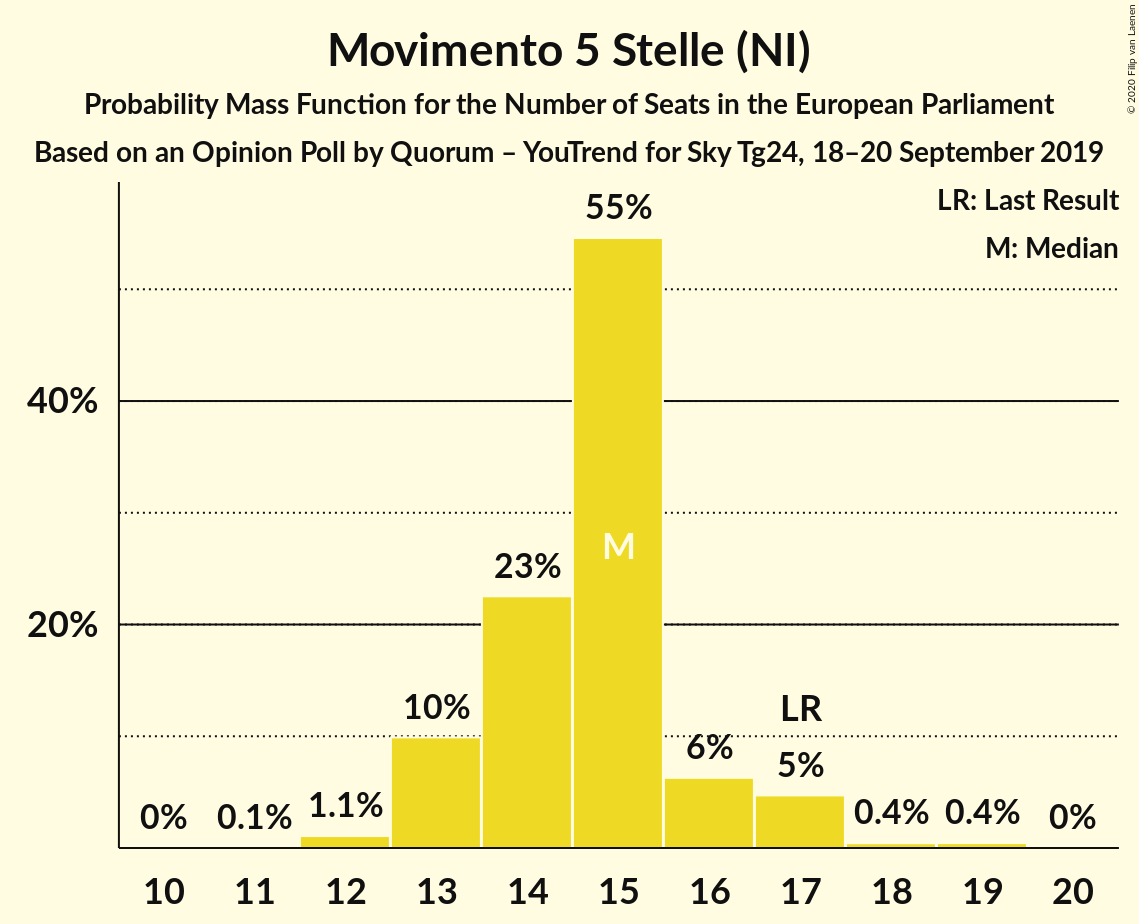 Movimento 5 Stelle (NI)
Probability Mass Function for the Number of Seats in the European Parliament
Based on an Opinion Poll by Quorum – YouTrend for Sky Tg24, 18–20 September 2019
© 2020 Filip van Laenen
LR: Last Result
M: Median
55%
40%
M
23%
20%
10%
LR
6%
5%
0%
0.1%
1.1%
0.4%
0.4%
0%
10 11 12 13 14 15 16 17 18 19 20